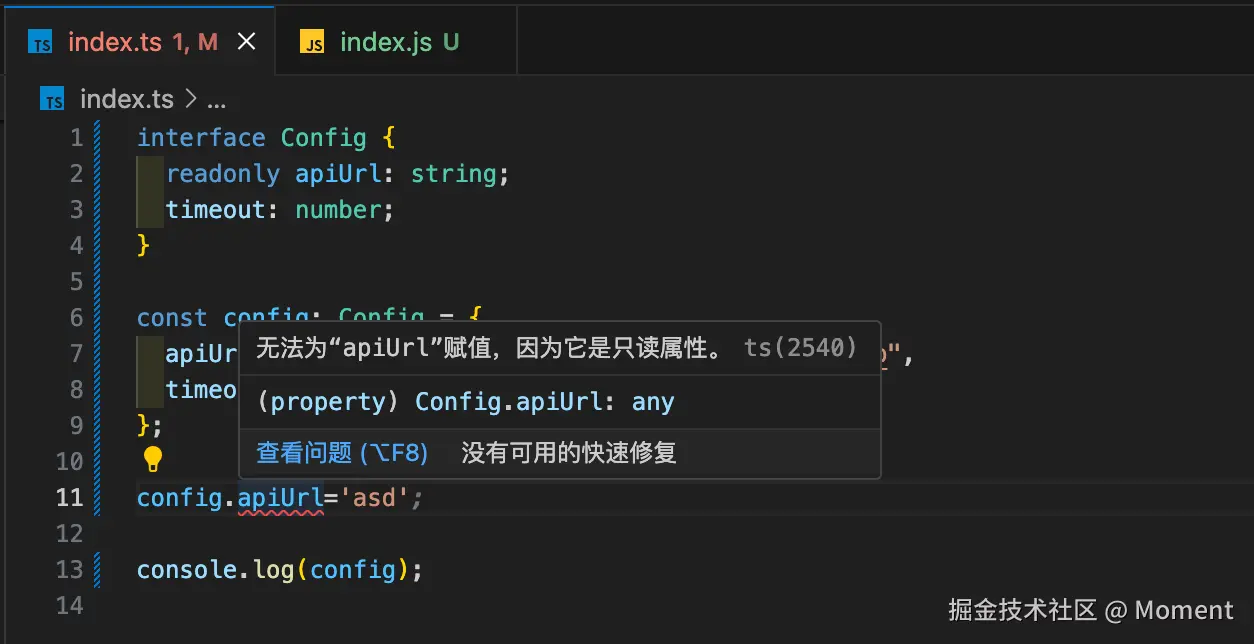 TS index.ts 1, M × JS index.js U
TS index.ts > ...
1 interface Config {
2 readonly apiUrl: string;
3 timeout: number;
4 }
5
6 const config: Config = {
7 apiUr ",
8 timeo
无法为“apiUrl”赋值，因为它是只读属性。 ts(2540)
(property) Config.apiUrl: any
查看问题 (⌥F8) 没有可用的快速修复
9 };
10
11 config.apiUrl='asd';
12
13 console.log(config);
14
掘金技术社区 @ Moment